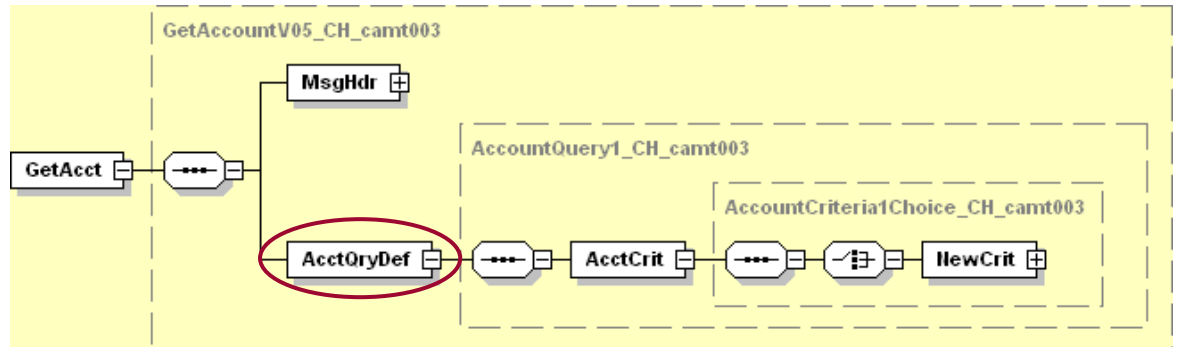 GetAccountV05_CH_camt003
MsgHdr
AccountQuery1_CH_camt003
AccountCriteria1Choice_CH_camt003
GetAcct
AcctQryDef
AcctCrit
NewCrit